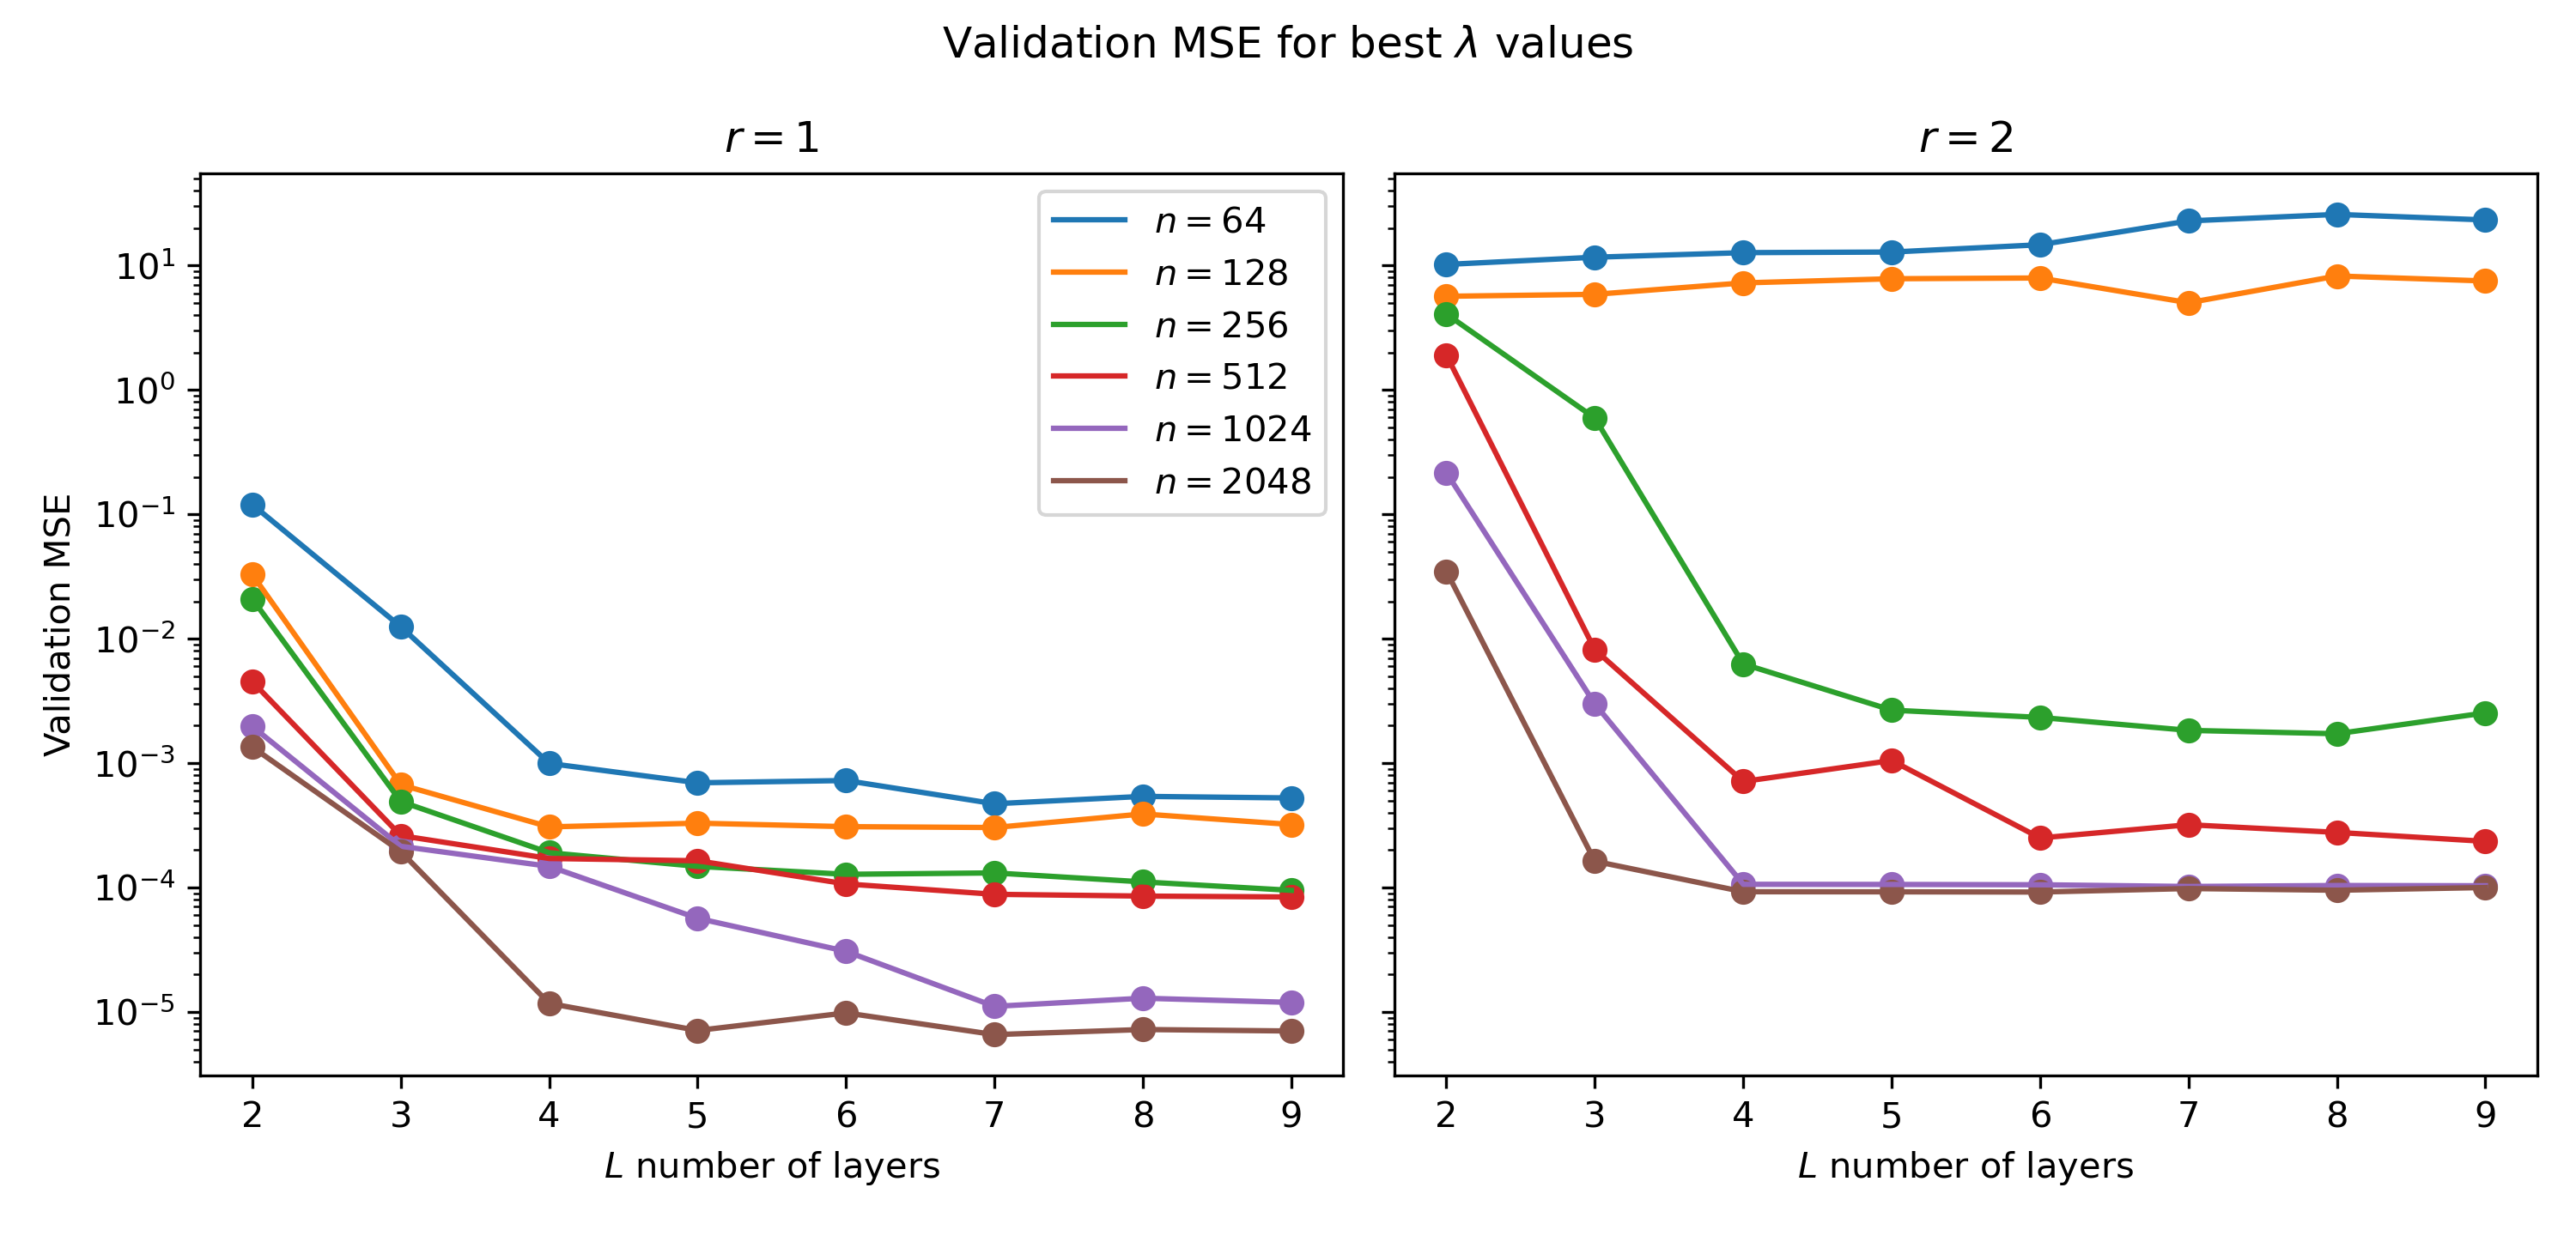 Validation MSE for best λ values
r = 1
r = 2
Validation MSE
10¹
10⁰
10⁻¹
10⁻²
10⁻³
10⁻⁴
10⁻⁵
n = 64
n = 128
n = 256
n = 512
n = 1024
n = 2048
2 3 4 5 6 7 8 9
2 3 4 5 6 7 8 9
L number of layers
L number of layers